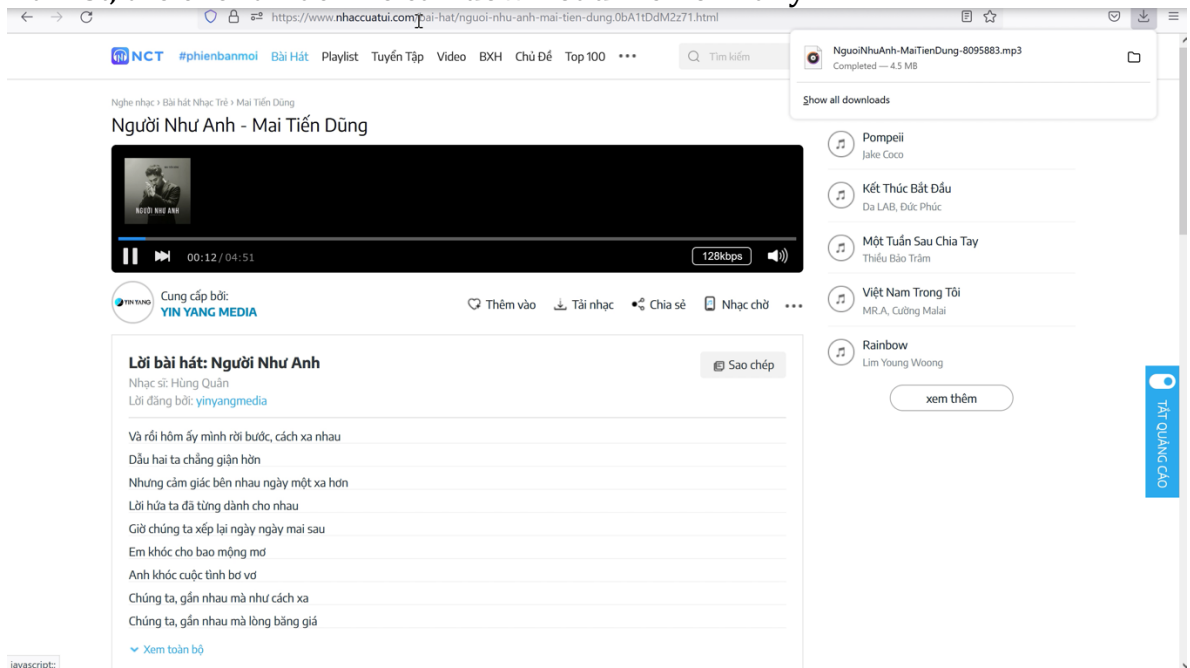 https://www.nhaccuatui.com/bai-hat/nguoi-nhu-anh-mai-tien-dung.0bA1tDdM2z71.html
NguoiNhuAnh-MaiTienDung-8095883.mp3
Completed — 4.5 MB
Show all downloads
NCT #phienbanmoi Bài Hát Playlist Tuyển Tập Video BXH Chủ Đề Top 100 ••• Tìm kiếm
Nghe nhạc › Bài hát Nhạc Trẻ › Mai Tiến Dũng
Người Như Anh - Mai Tiến Dũng
NGƯỜI NHƯ ANH
00:12 / 04:51 128kbps
YIN YANG
Cung cấp bởi:
YIN YANG MEDIA
Thêm vào Tải nhạc Chia sẻ Nhạc chờ •••
Lời bài hát: Người Như Anh
Sao chép
Nhạc sĩ: Hùng Quân
Lời đăng bởi: yinyangmedia
Và rồi hôm ấy mình rời bước, cách xa nhau
Dẫu hai ta chẳng giận hờn
Nhưng cảm giác bên nhau ngày một xa hơn
Lời hứa ta đã từng dành cho nhau
Giờ chúng ta xếp lại ngày ngày mai sau
Em khóc cho bao mộng mơ
Anh khóc cuộc tình bơ vơ
Chúng ta, gần nhau mà như cách xa
Chúng ta, gần nhau mà lòng băng giá
Xem toàn bộ
Pompeii
Jake Coco
Kết Thúc Bắt Đầu
Da LAB, Đức Phúc
Một Tuần Sau Chia Tay
Thiều Bảo Trâm
Việt Nam Trong Tôi
MR.A, Cường Malai
Rainbow
Lim Young Woong
xem thêm
TẮT QUẢNG CÁO
javascript:;